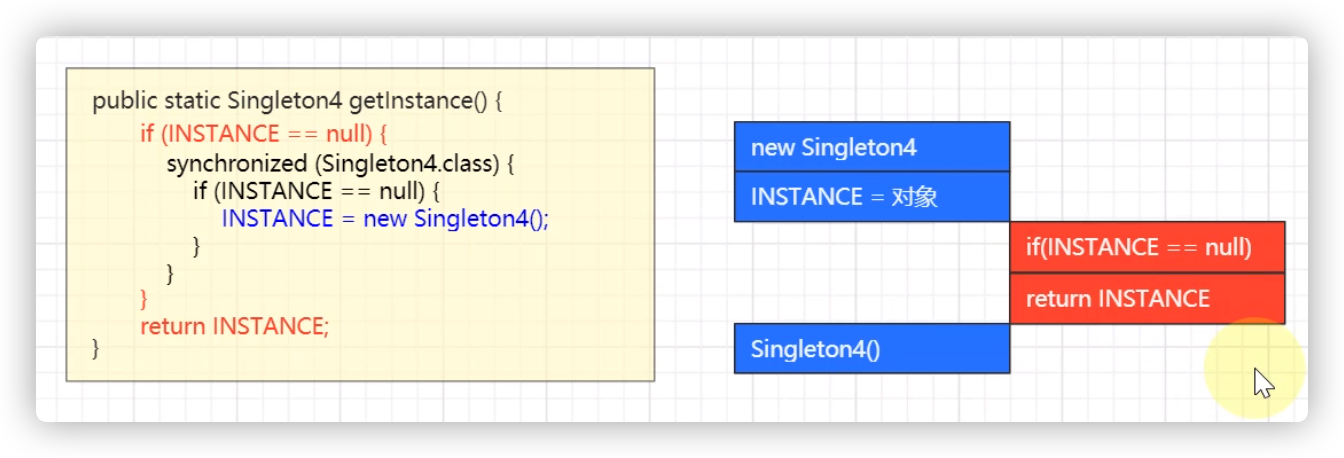 public static Singleton4 getInstance() {
if (INSTANCE == null) {
synchronized (Singleton4.class) {
if (INSTANCE == null) {
INSTANCE = new Singleton4();
}
}
}
return INSTANCE;
}
new Singleton4
INSTANCE = 对象
if(INSTANCE == null)
return INSTANCE
Singleton4()